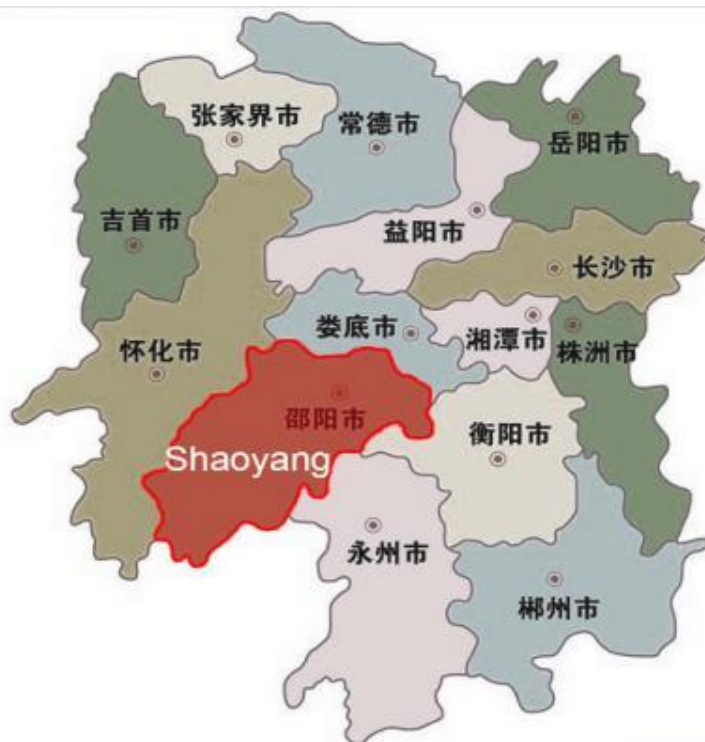 张家界市
常德市
岳阳市
吉首市
益阳市
长沙市
娄底市
湘潭市
株洲市
怀化市
邵阳市
衡阳市
Shaoyang
永州市
郴州市